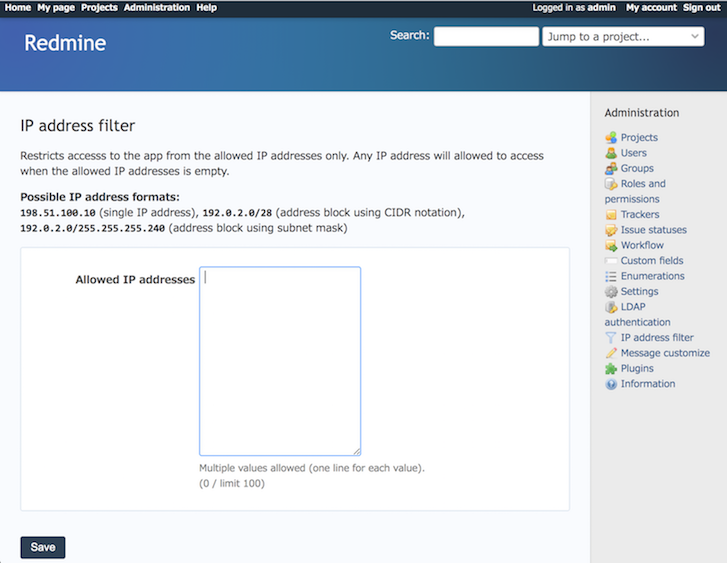 Home My page Projects Administration Help
Logged in as admin My account Sign out
Redmine
Search:
Jump to a project...
IP address filter
Restricts accesss to the app from the allowed IP addresses only. Any IP address will allowed to access
when the allowed IP addresses is empty.
Possible IP address formats:
198.51.100.10 (single IP address), 192.0.2.0/28 (address block using CIDR notation),
192.0.2.0/255.255.255.240 (address block using subnet mask)
Allowed IP addresses
Multiple values allowed (one line for each value).
(0 / limit 100)
Save
Administration
Projects
Users
Groups
Roles and
permissions
Trackers
Issue statuses
Workflow
Custom fields
Enumerations
Settings
LDAP
authentication
IP address filter
Message customize
Plugins
Information